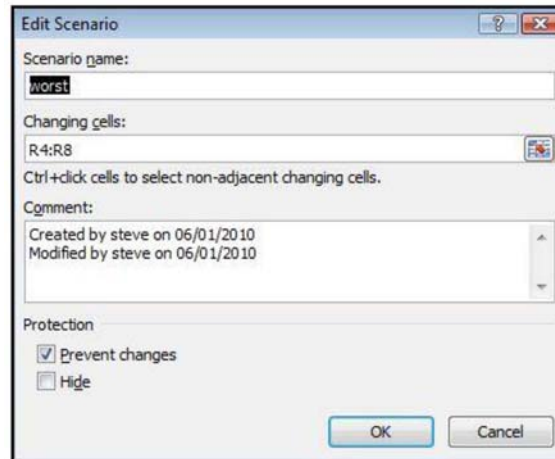 Edit Scenario
Scenario name:
worst
Changing cells:
R4:R8
Ctrl+click cells to select non-adjacent changing cells.
Comment:
Created by steve on 06/01/2010
Modified by steve on 06/01/2010
Protection
Prevent changes
Hide
OK Cancel